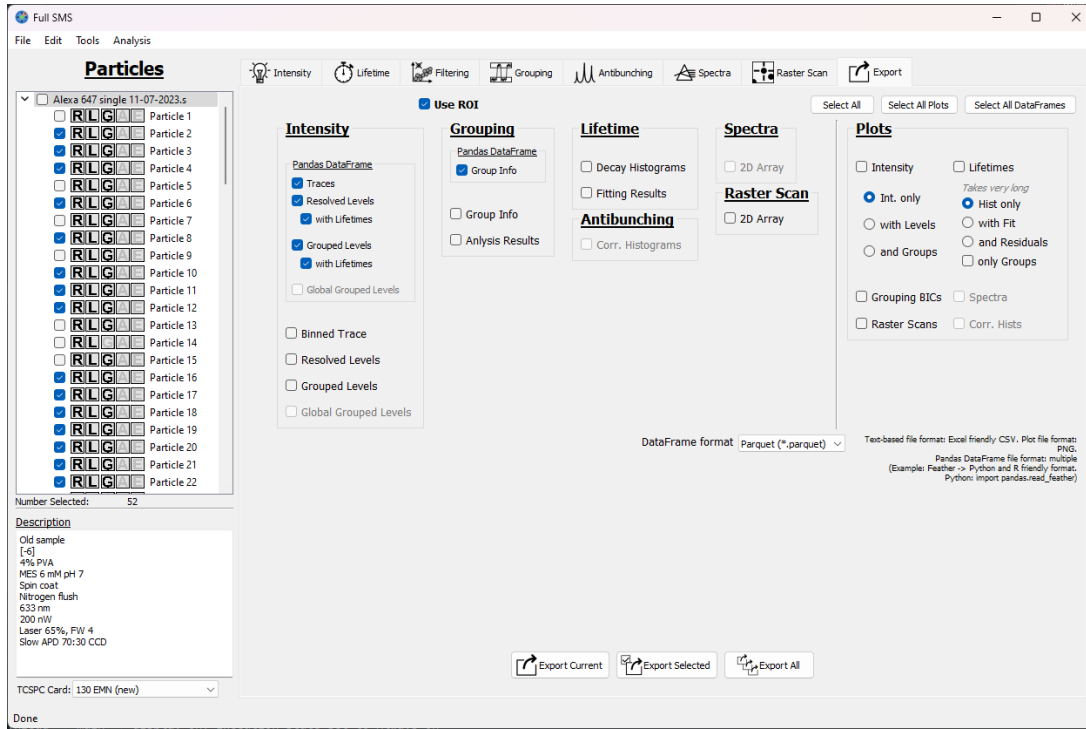 Full SMS
File Edit Tools Analysis
Particles
Intensity Lifetime Filtering Grouping Antibunching Spectra Raster Scan Export
Alexa 647 single 11-07-2023.s
R L G A E Particle 1
R L G A E Particle 2
R L G A E Particle 3
R L G A E Particle 4
R L G A E Particle 5
R L G A E Particle 6
R L G A E Particle 7
R L G A E Particle 8
R L G A E Particle 9
R L G A E Particle 10
R L G A E Particle 11
R L G A E Particle 12
R L G A E Particle 13
R L G A E Particle 14
R L G A E Particle 15
R L G A E Particle 16
R L G A E Particle 17
R L G A E Particle 18
R L G A E Particle 19
R L G A E Particle 20
R L G A E Particle 21
R L G A E Particle 22
Number Selected: 52
Description
Old sample
[-6]
4% PVA
MES 6 mM pH 7
Spin coat
Nitrogen flush
633 nm
200 nW
Laser 65%, FW 4
Slow APD 70:30 CCD
TCSPC Card: 130 EMN (new)
Done
Use ROI
Select All Select All Plots Select All DataFrames
Intensity
Pandas DataFrame
Traces
Resolved Levels
with Lifetimes
Grouped Levels
with Lifetimes
Global Grouped Levels
Binned Trace
Resolved Levels
Grouped Levels
Global Grouped Levels
Grouping
Pandas DataFrame
Group Info
Group Info
Anlysis Results
Lifetime
Decay Histograms
Fitting Results
Antibunching
Corr. Histograms
Spectra
2D Array
Raster Scan
2D Array
Plots
Intensity
Int. only
with Levels
and Groups
Lifetimes
Takes very long
Hist only
with Fit
and Residuals
only Groups
Grouping BICs Spectra
Raster Scans Corr. Hists
DataFrame format Parquet (*.parquet)
Text-based file format: Excel friendly CSV. Plot file format:
PNG.
Pandas DataFrame file format: multiple
(Example: Feather -> Python and R friendly format.
Python: import pandas.read_feather)
Export Current Export Selected Export All